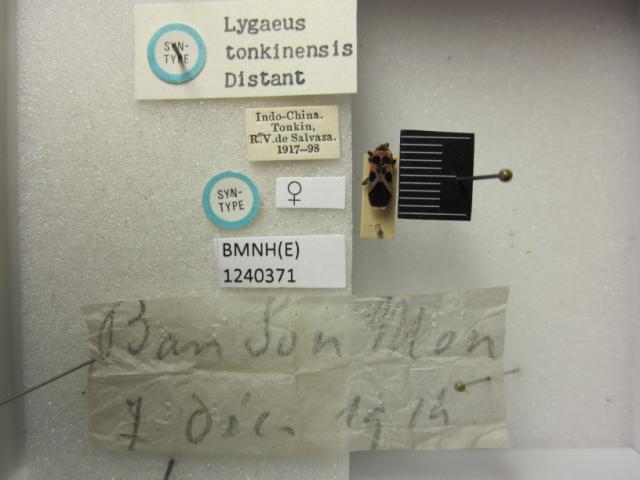 SYN-
TYPE
Lygaeus
tonkinensis
Distant
Indo-China.
Tonkin,
R.V. de Salvaza.
1917-98
SYN-
TYPE
♀
BMNH(E)
1240371
Ban Son Mon
7 Déc. 1914